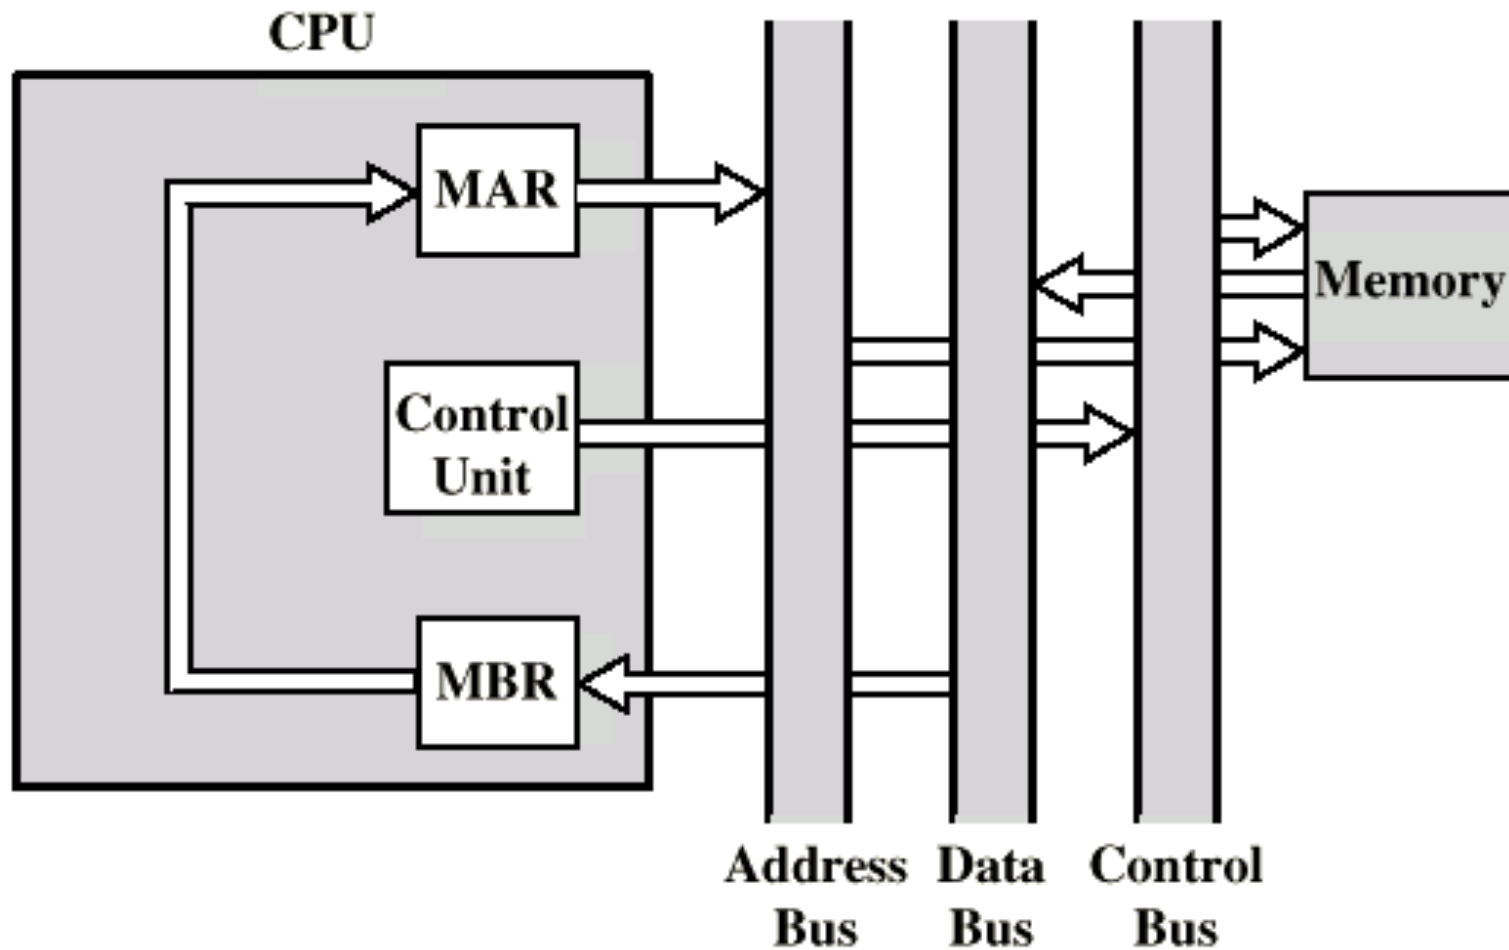 CPU
MAR
Memory
Control
Unit
MBR
Address
Bus
Data
Bus
Control
Bus